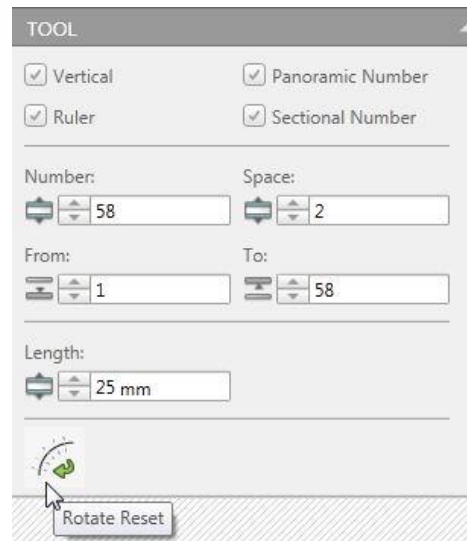 TOOL
Vertical Panoramic Number
Ruler Sectional Number
Number: Space:
58 2
From: To:
1 58
Length:
25 mm
Rotate Reset